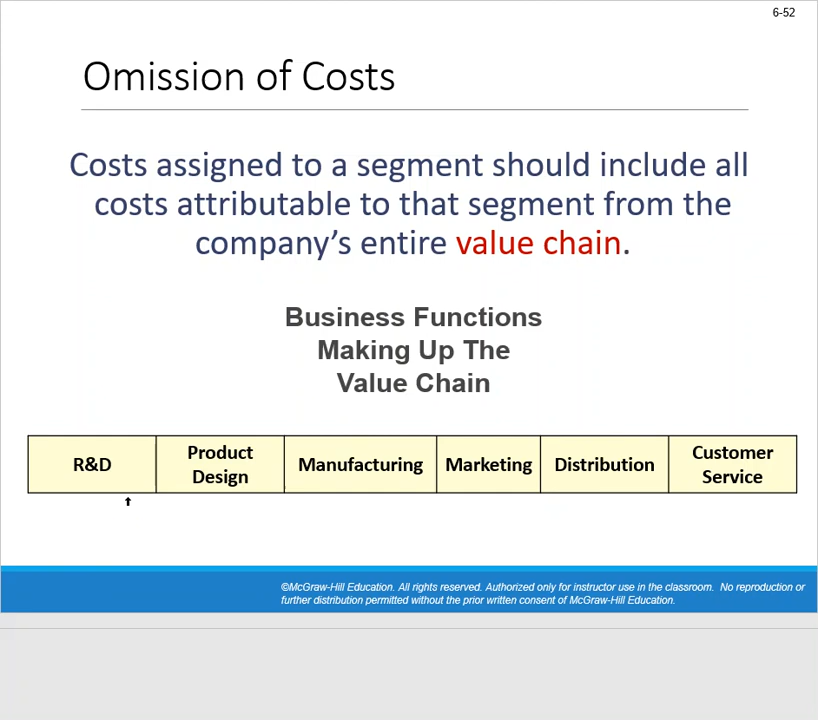 6-52
Omission of Costs
Costs assigned to a segment should include all
costs attributable to that segment from the
company’s entire value chain.
Business Functions
Making Up The
Value Chain
R&D
Product
Design
Manufacturing
Marketing
Distribution
Customer
Service
©McGraw-Hill Education. All rights reserved. Authorized only for instructor use in the classroom.  No reproduction or
further distribution permitted without the prior written consent of McGraw-Hill Education.